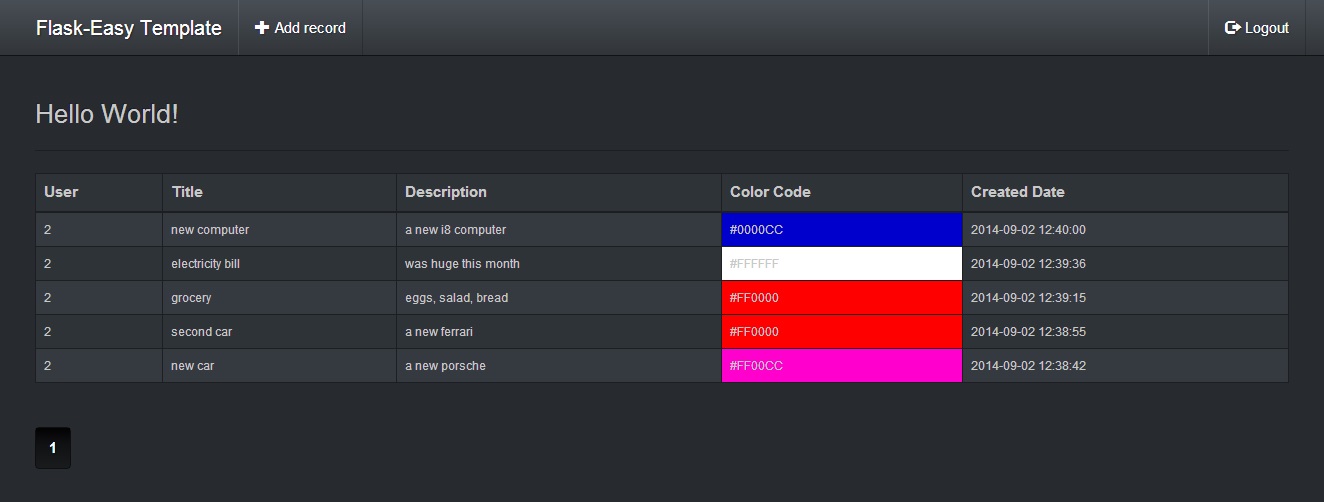 Flask-Easy Template Add record Logout
Hello World!
User Title Description Color Code Created Date
2 new computer a new i8 computer #0000CC 2014-09-02 12:40:00
2 electricity bill was huge this month #FFFFFF 2014-09-02 12:39:36
2 grocery eggs, salad, bread #FF0000 2014-09-02 12:39:15
2 second car a new ferrari #FF0000 2014-09-02 12:38:55
2 new car a new porsche #FF00CC 2014-09-02 12:38:42
1